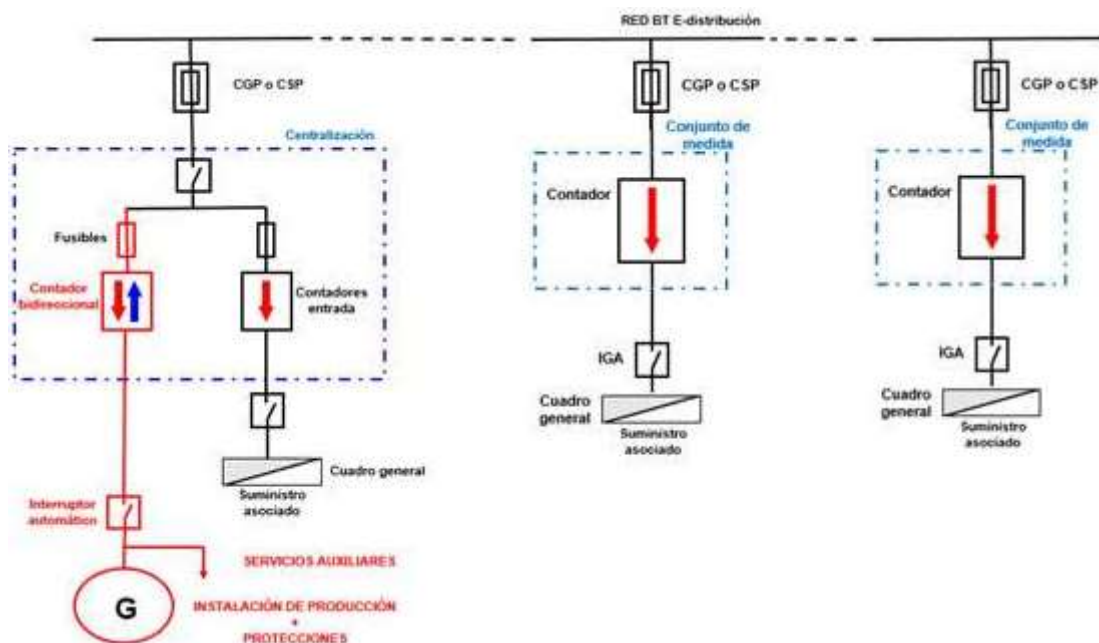 RED BT E-distribución
CGP o CSP
CGP o CSP
CGP o CSP
Centralización
Conjunto de
medida
Conjunto de
medida
Fusibles
Contador
bidireccional
Contadores
entrada
Contador
Contador
IGA
IGA
Cuadro
general
Suministro
asociado
Cuadro
general
Suministro
asociado
Cuadro general
Suministro
asociado
Interruptor
automático
SERVICIOS AUXILIARES
G
INSTALACIÓN DE PRODUCCIÓN
+
PROTECCIONES